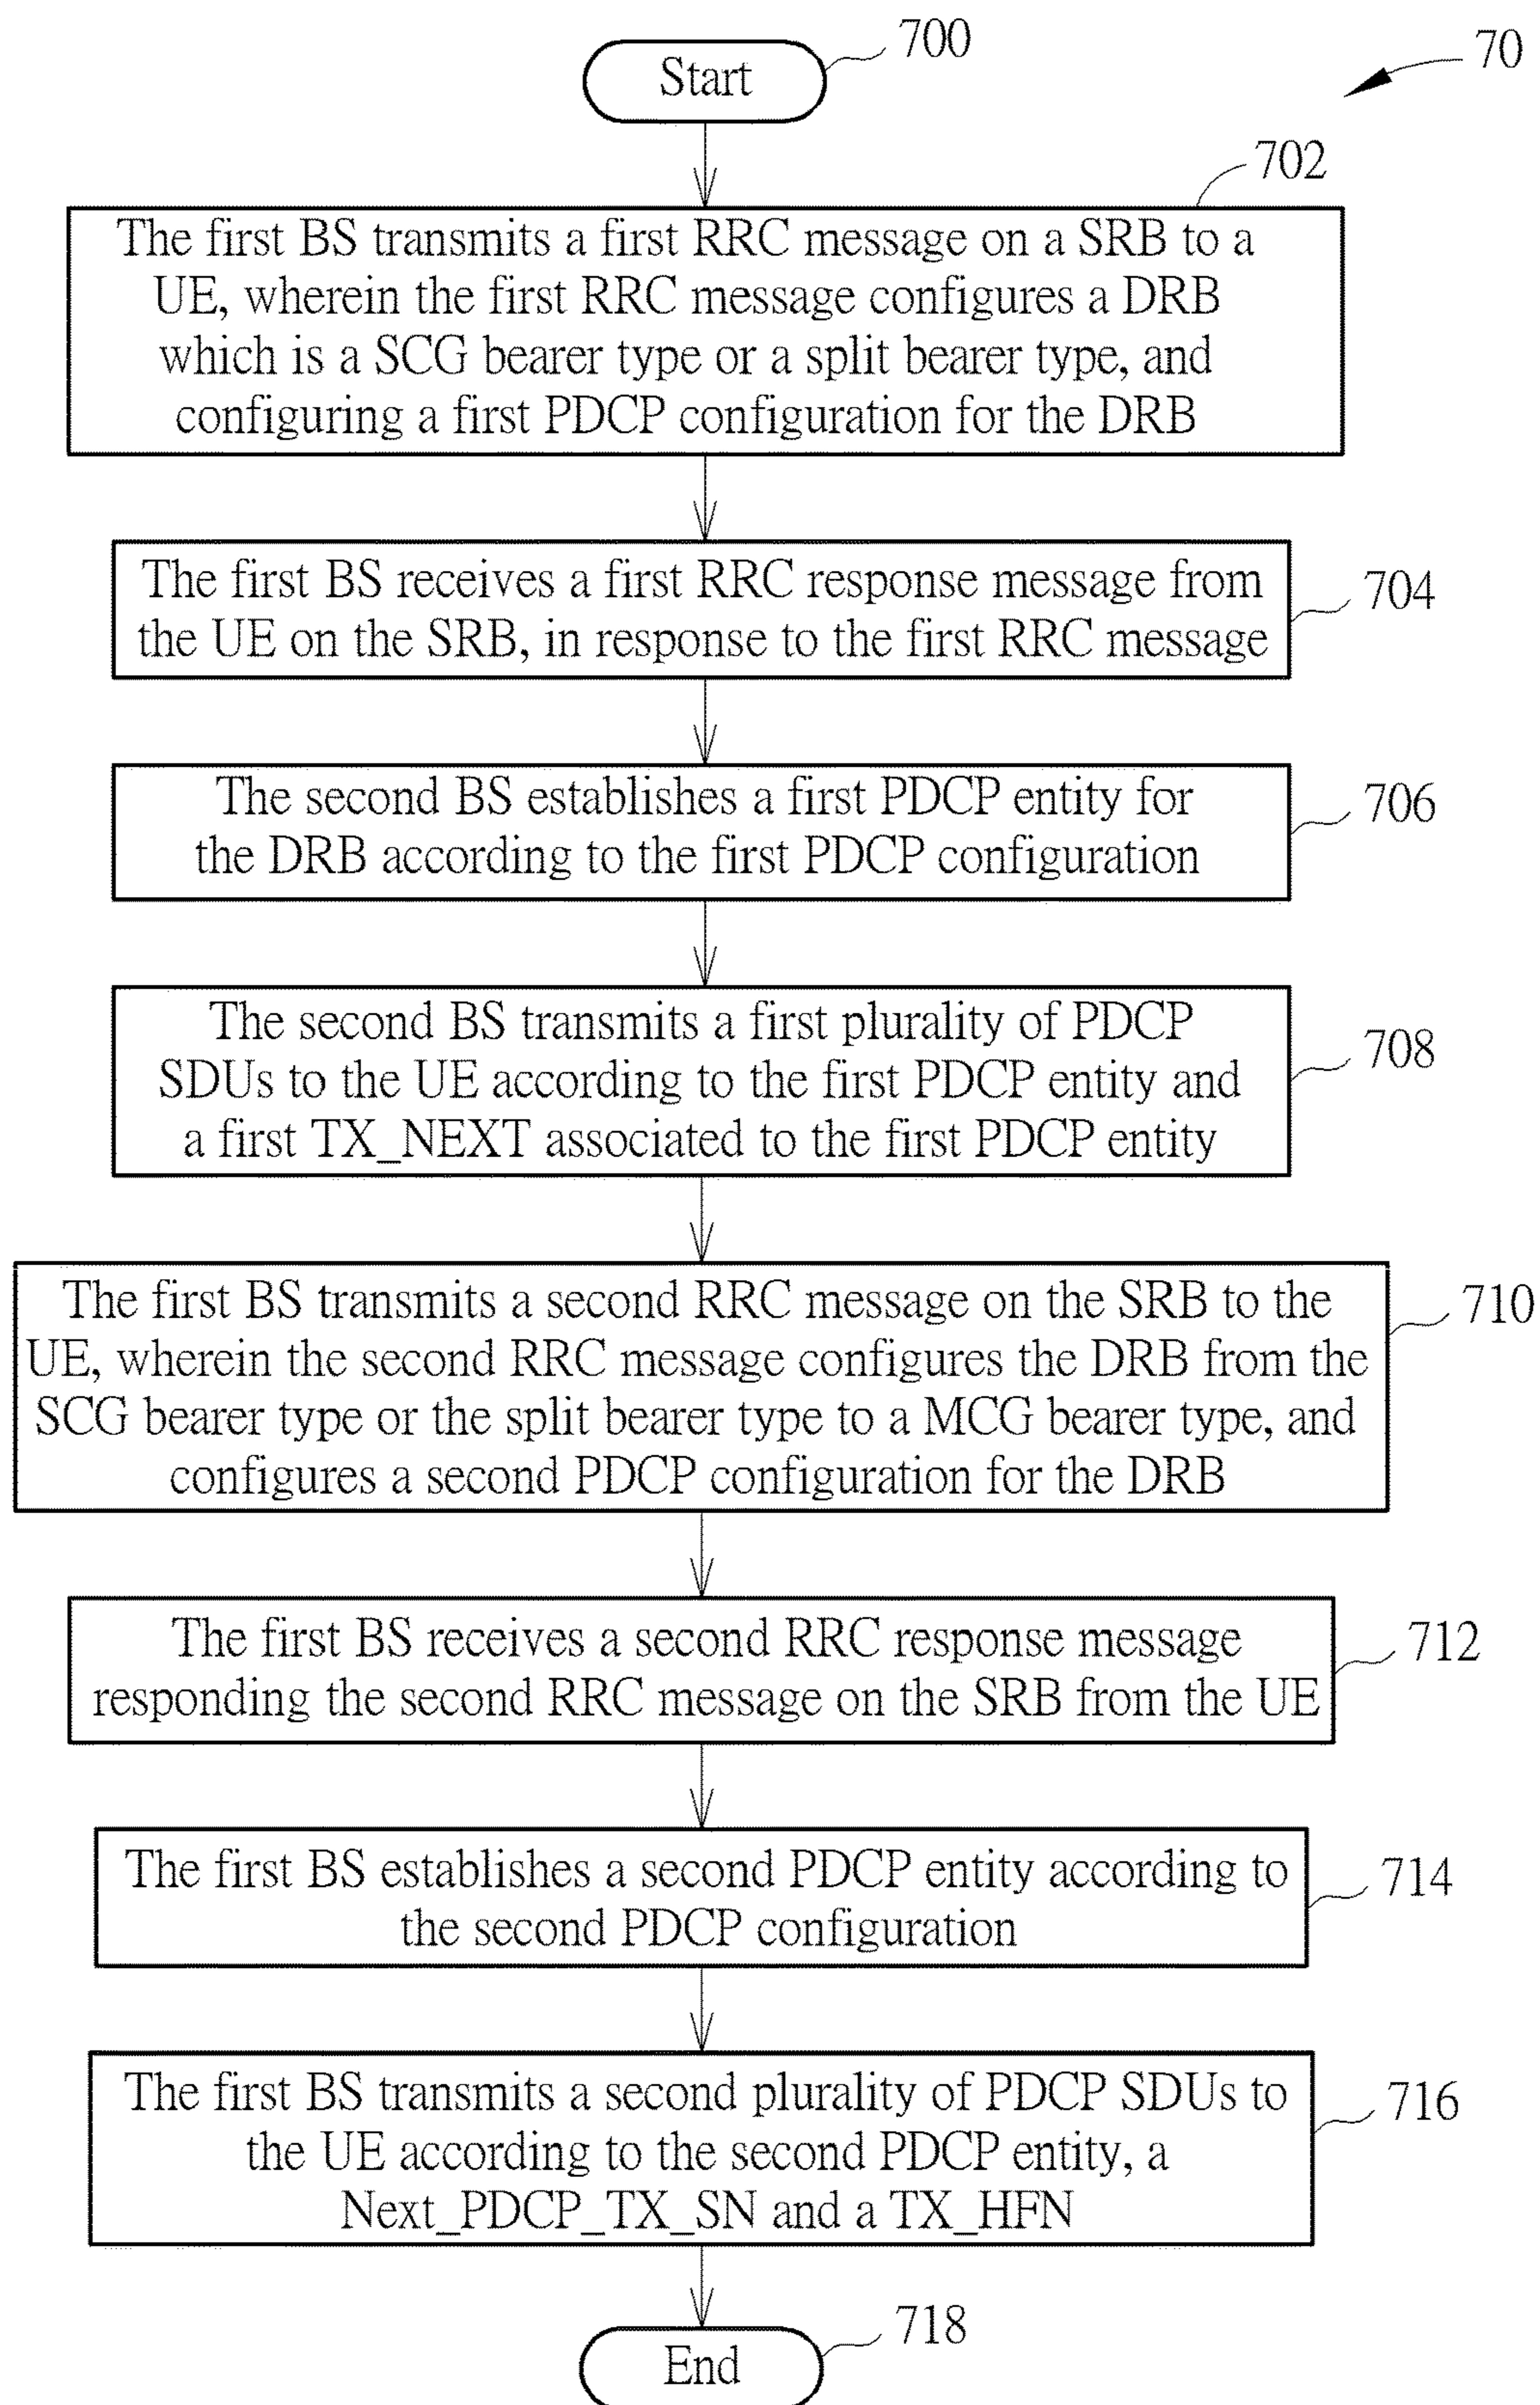 Start
700
70
702
The first BS transmits a first RRC message on a SRB to a
UE, wherein the first RRC message configures a DRB
which is a SCG bearer type or a split bearer type, and
configuring a first PDCP configuration for the DRB
The first BS receives a first RRC response message from
the UE on the SRB, in response to the first RRC message
704
The second BS establishes a first PDCP entity for
the DRB according to the first PDCP configuration
706
The second BS transmits a first plurality of PDCP
SDUs to the UE according to the first PDCP entity and
a first TX_NEXT associated to the first PDCP entity
708
The first BS transmits a second RRC message on the SRB to the
UE, wherein the second RRC message configures the DRB from the
SCG bearer type or the split bearer type to a MCG bearer type, and
configures a second PDCP configuration for the DRB
710
The first BS receives a second RRC response message
responding the second RRC message on the SRB from the UE
712
The first BS establishes a second PDCP entity according to
the second PDCP configuration
714
The first BS transmits a second plurality of PDCP SDUs to
the UE according to the second PDCP entity, a
Next_PDCP_TX_SN and a TX_HFN
716
End
718